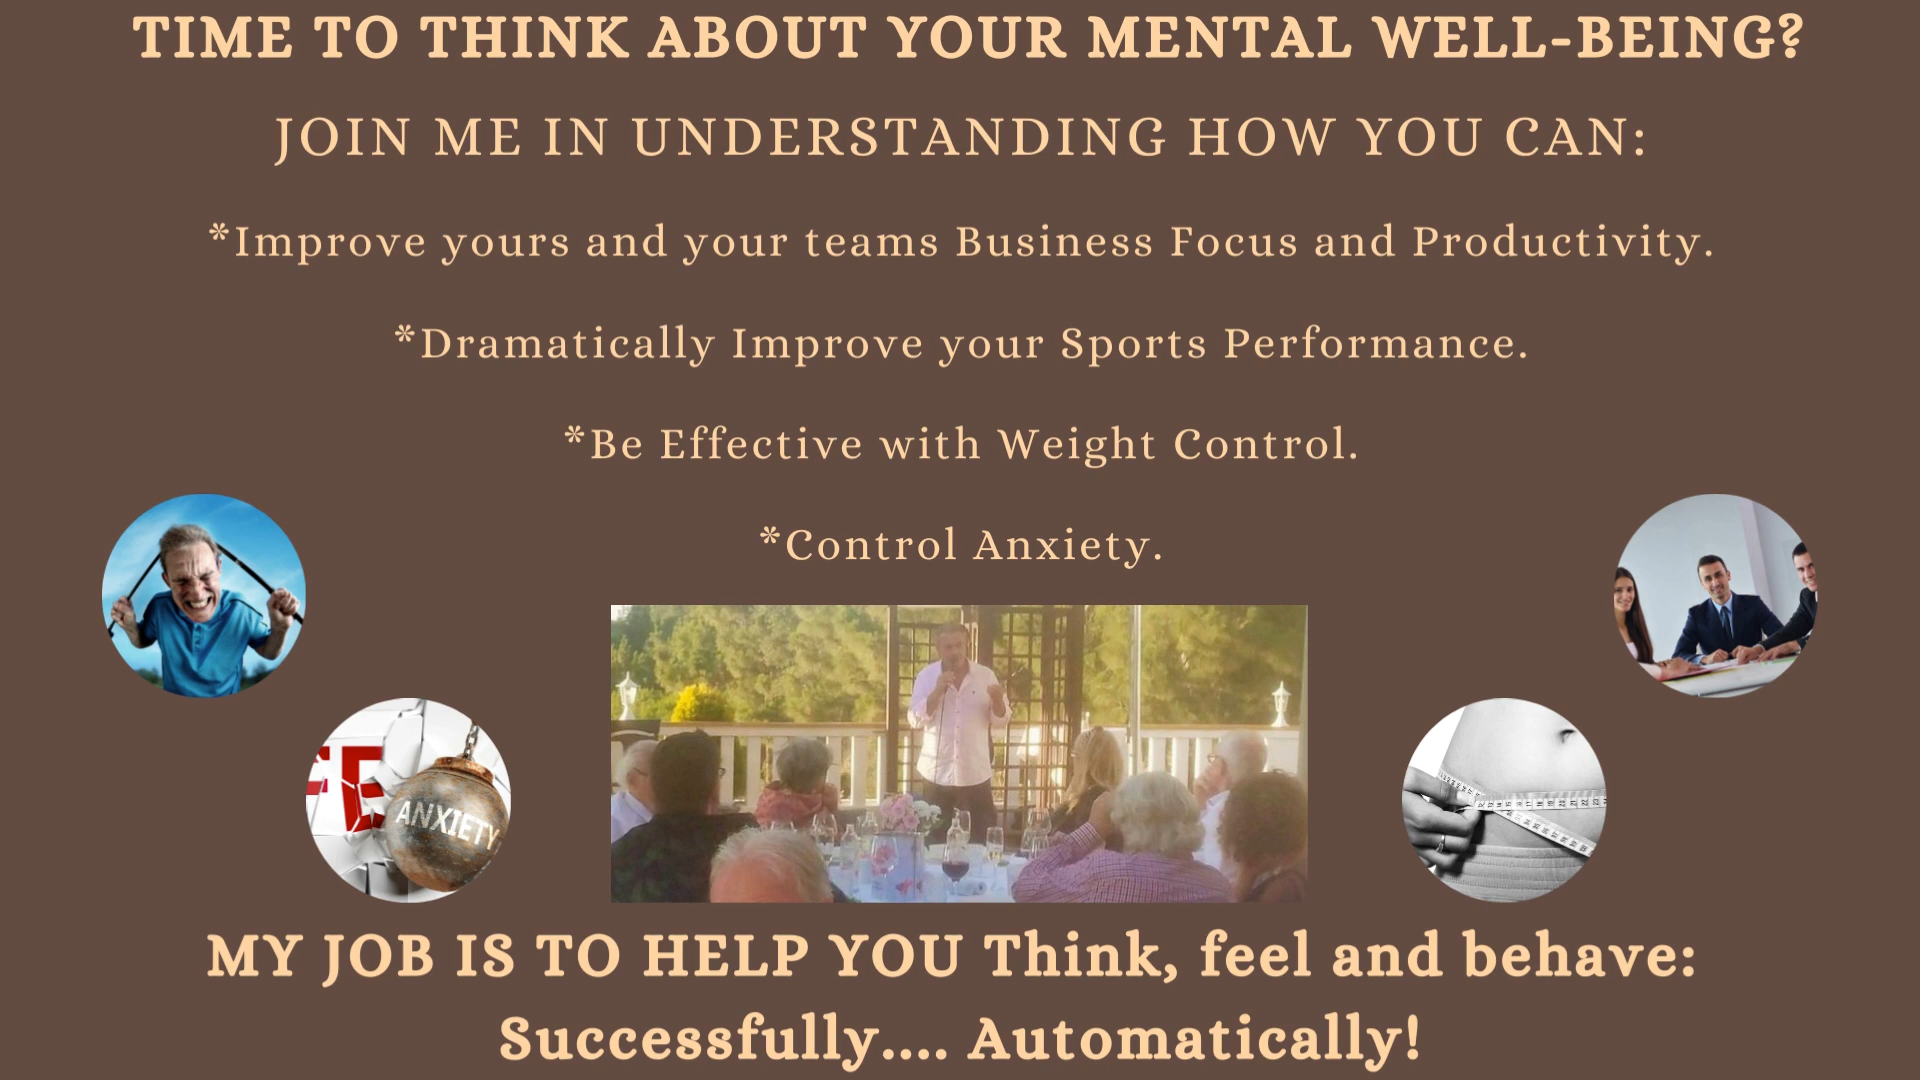 TIME TO THINK ABOUT YOUR MENTAL WELL-BEING?
JOIN ME IN UNDERSTANDING HOW YOU CAN:
*Improve yours and your teams Business Focus and Productivity.
*Dramatically Improve your Sports Performance.
*Be Effective with Weight Control.
*Control Anxiety.
ANXIETY
MY JOB IS TO HELP YOU Think, feel and behave:
Successfully.... Automatically!